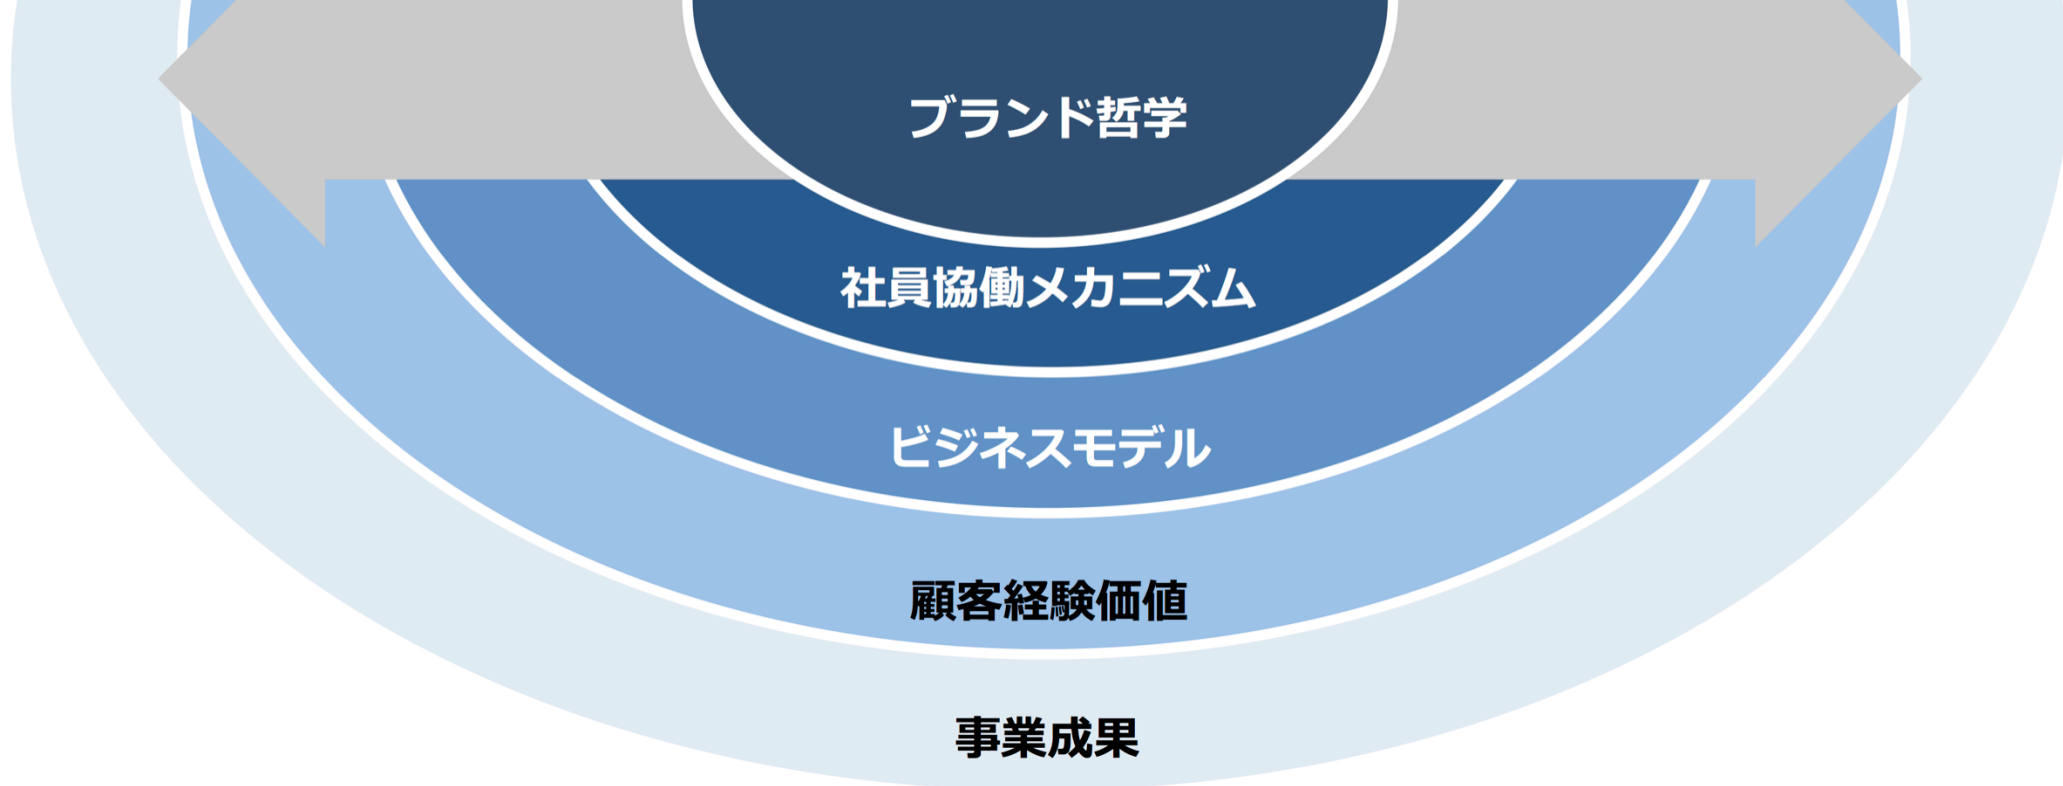 ブランド哲学
社員協働メカニズム
ビジネスモデル
顧客経験価値
事業成果